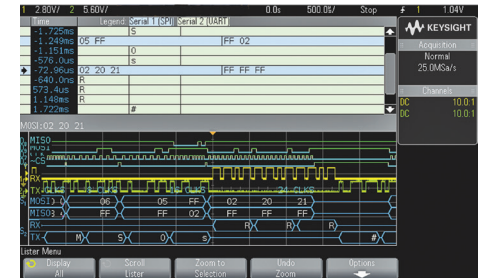 1 2.80V/ 2 5.60V/ 0.0s 500.0s/ Stop 1 1.04V
Time Legend: Serial 1 (SPI) Serial 2 (UART)
-1.725ms S
-1.249ms 05 FF FF 02
-1.151ms 0
-576.0us s
-72.96us 02 20 21 FF FF FF
-640.0ns R
573.4us R
1.148ms R
1.722ms #
MOSI:02 20 21
KEYSIGHT
Acquisition
Normal
25.0MSa/s
Channels
DC 10.0:1
DC 10.0:1
MISO
MOSI
~CS
RX
TX
MOSI 06 05 FF 02 20 21
MISO FF FF 02 FF FF FF
RX R R R
TX M S 0 s #
Lister Menu
Display All
Scroll Lister
Zoom to Selection
Undo Zoom
Options